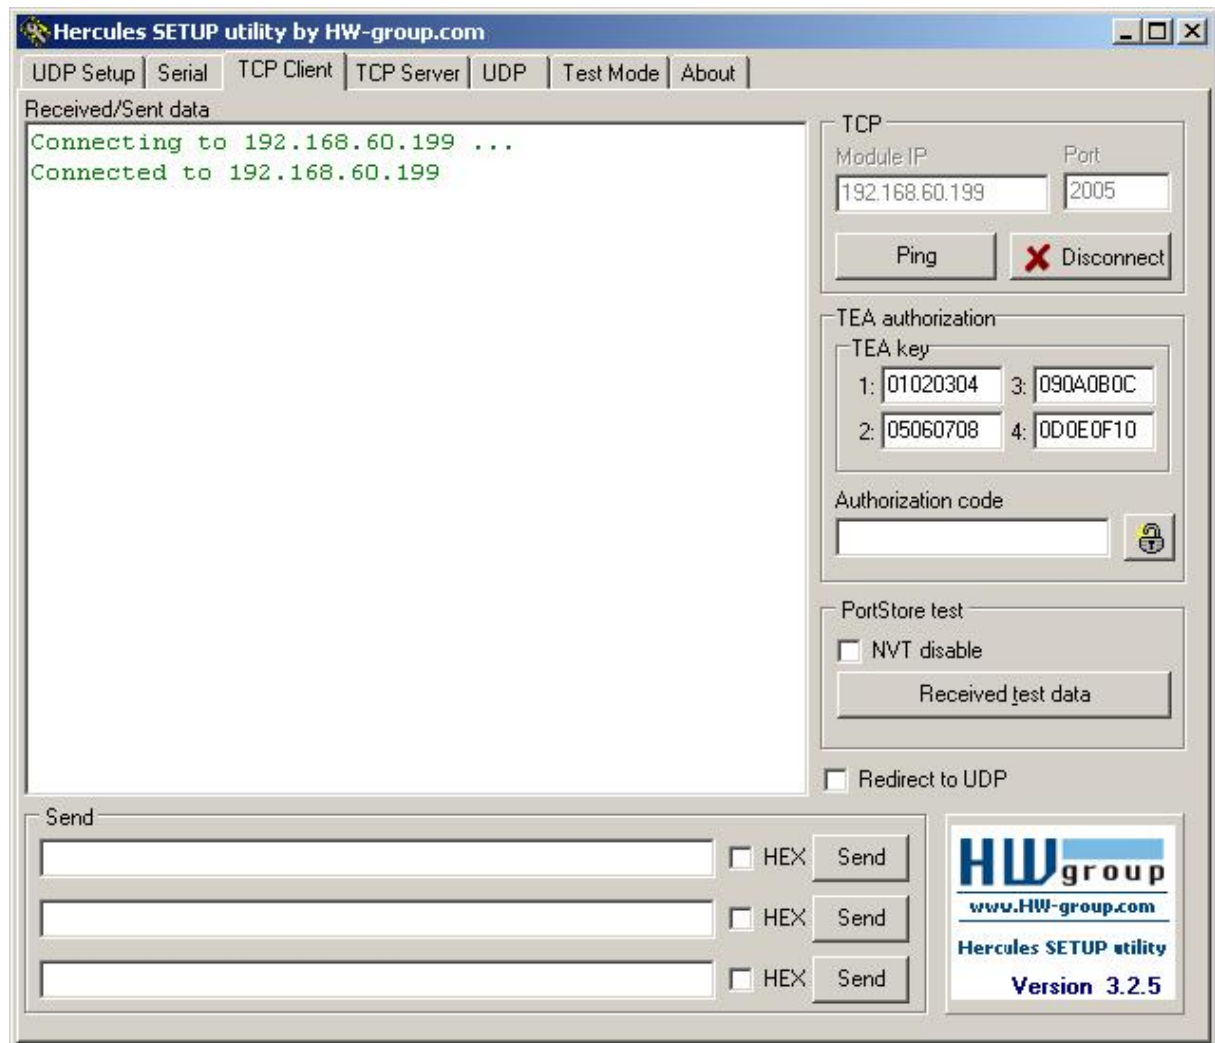 Hercules SETUP utility by HW-group.com
UDP Setup Serial TCP Client TCP Server UDP Test Mode About
Received/Sent data
Connecting to 192.168.60.199 ...
Connected to 192.168.60.199
TCP
Module IP Port
192.168.60.199 2005
Ping Disconnect
TEA authorization
TEA key
1: 01020304 3: 090A0B0C
2: 05060708 4: 0D0E0F10
Authorization code
PortStore test
NVT disable
Received test data
Redirect to UDP
Send
HEX Send
HEX Send
HEX Send
HW group
www.HW-group.com
Hercules SETUP utility
Version 3.2.5